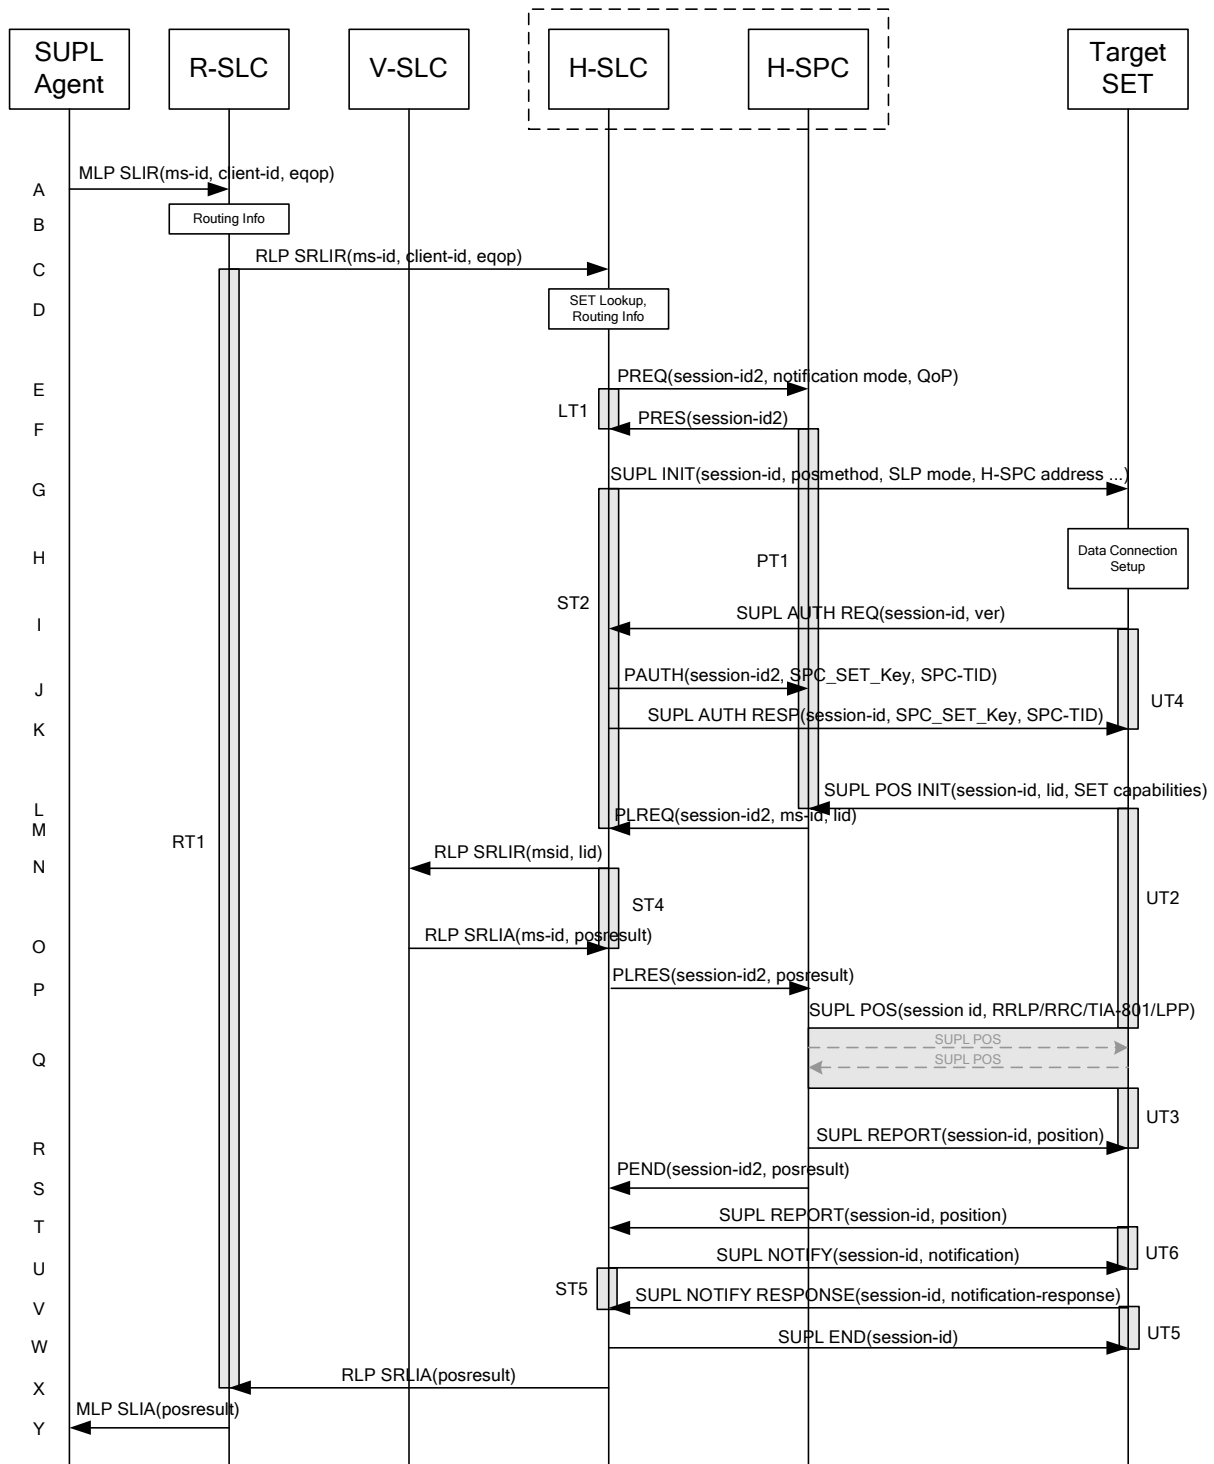 SUPL
Agent
R-SLC
V-SLC
H-SLC
H-SPC
Target
SET
A
MLP SLIR(ms-id, client-id, eqop)
B
Routing Info
C
RLP SRLIR(ms-id, client-id, eqop)
D
SET Lookup,
Routing Info
E
PREQ(session-id2, notification mode, QoP)
LT1
F
PRES(session-id2)
G
SUPL INIT(session-id, posmethod, SLP mode, H-SPC address ...)
H
PT1
Data Connection
Setup
ST2
I
SUPL AUTH REQ(session-id, ver)
J
PAUTH(session-id2, SPC_SET_Key, SPC-TID)
UT4
K
SUPL AUTH RESP(session-id, SPC_SET_Key, SPC-TID)
L
SUPL POS INIT(session-id, lid, SET capabilities)
M
PLREQ(session-id2, ms-id, lid)
RT1
N
RLP SRLIR(msid, lid)
ST4
UT2
O
RLP SRLIA(ms-id, posresult)
P
PLRES(session-id2, posresult)
SUPL POS(session id, RRLP/RRC/TIA-801/LPP)
SUPL POS
Q
SUPL POS
UT3
R
SUPL REPORT(session-id, position)
S
PEND(session-id2, posresult)
T
SUPL REPORT(session-id, position)
UT6
U
SUPL NOTIFY(session-id, notification)
ST5
V
SUPL NOTIFY RESPONSE(session-id, notification-response)
UT5
W
SUPL END(session-id)
X
RLP SRLIA(posresult)
Y
MLP SLIA(posresult)